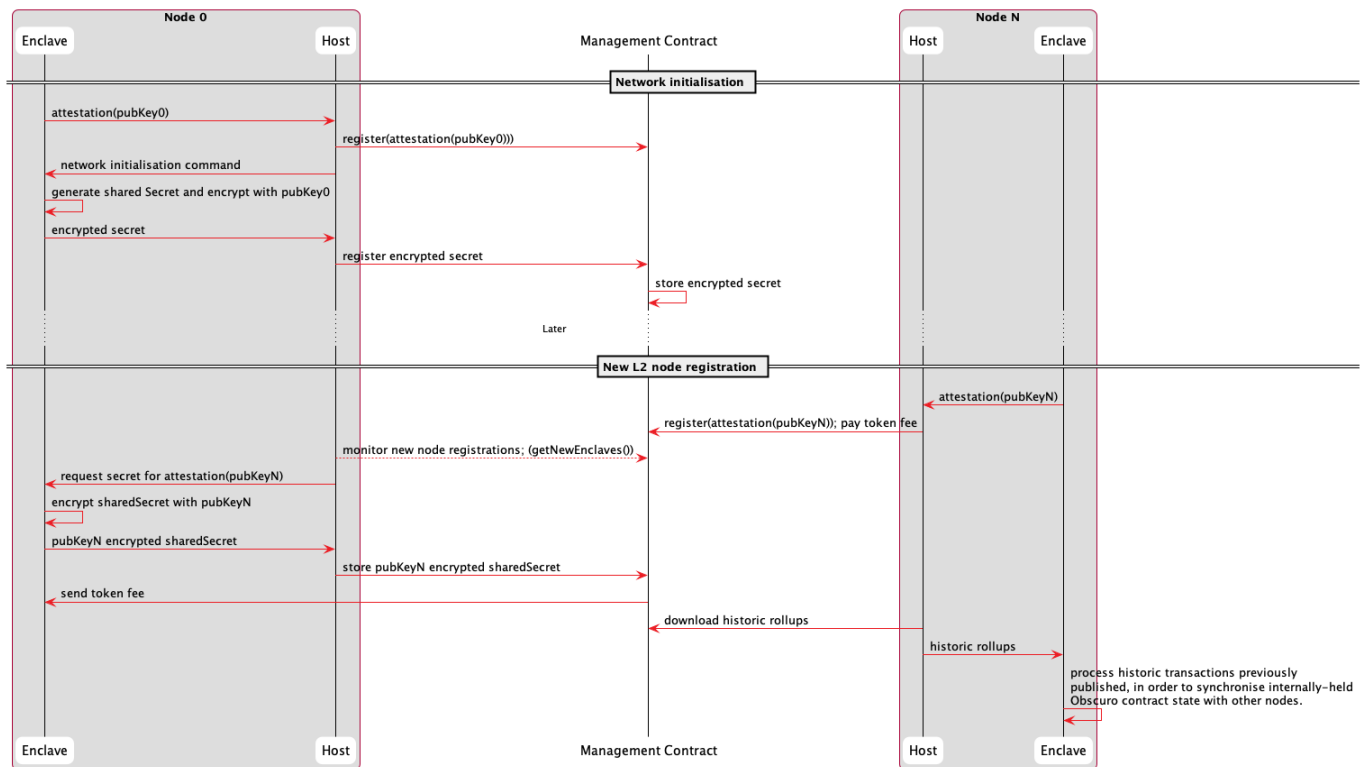 Node 0
Node N
Enclave
Host
Management Contract
Host
Enclave
Network initialisation
attestation(pubKey0)
register(attestation(pubKey0)))
network initialisation command
generate shared Secret and encrypt with pubKey0
encrypted secret
register encrypted secret
store encrypted secret
Later
New L2 node registration
attestation(pubKeyN)
register(attestation(pubKeyN)); pay token fee
monitor new node registrations; (getNewEnclaves())
request secret for attestation(pubKeyN)
encrypt sharedSecret with pubKeyN
pubKeyN encrypted sharedSecret
store pubKeyN encrypted sharedSecret
send token fee
download historic rollups
historic rollups
process historic transactions previously
published, in order to synchronise internally-held
Obscuro contract state with other nodes.
Enclave
Host
Management Contract
Host
Enclave